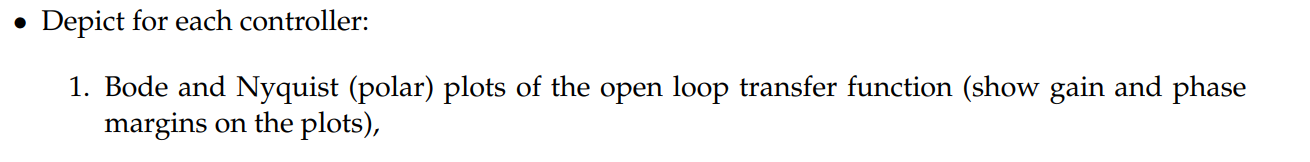 • Depict for each controller:
1. Bode and Nyquist (polar) plots of the open loop transfer function (show gain and phase
margins on the plots),